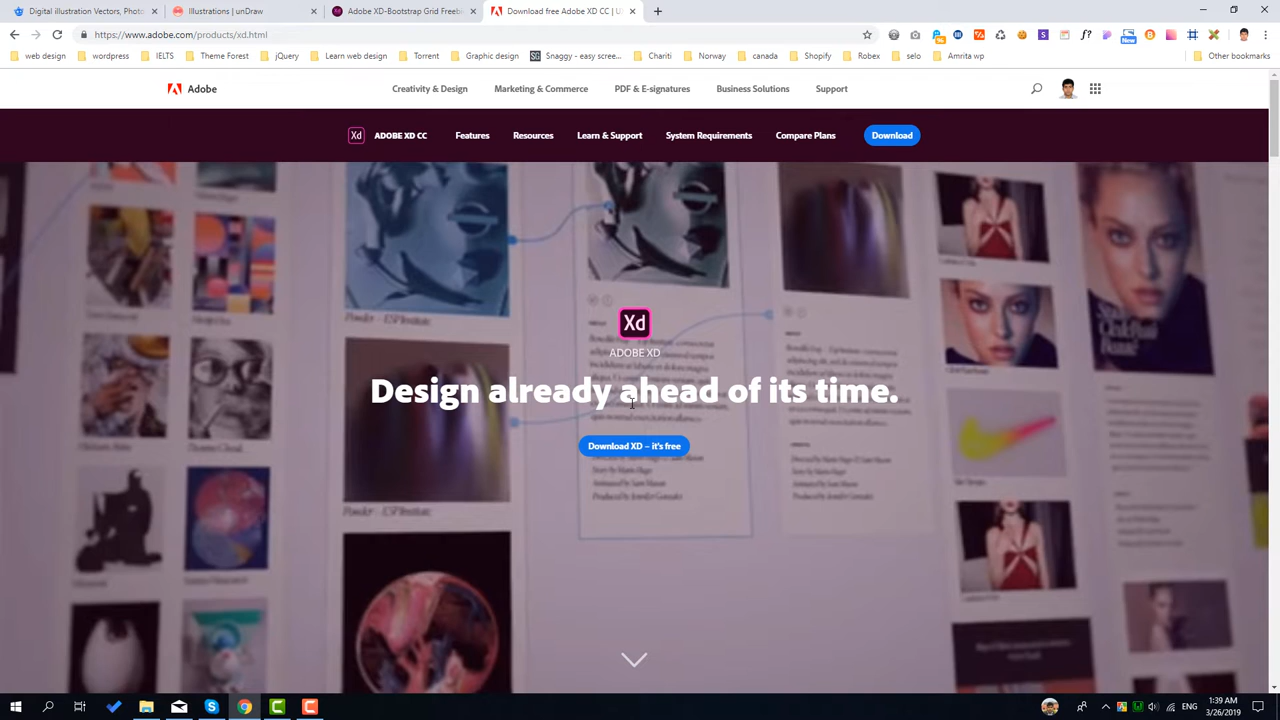 Digital illustration Vectors, Photo
Illustrations | unDraw
Adobe XD-Bootstrap Grid Freebie
Download free Adobe XD CC | U
https://www.adobe.com/products/xd.html
web design
wordpress
IELTS
Theme Forest
jQuery
Learn web design
Torrent
Graphic design
Snaggy - easy scree...
Chariti
Norway
canada
Shopify
Robex
selo
Amrita wp
Other bookmarks
Adobe
Creativity & Design
Marketing & Commerce
PDF & E-signatures
Business Solutions
Support
Xd
ADOBE XD CC
Features
Resources
Learn & Support
System Requirements
Compare Plans
Download
Xd
ADOBE XD
Design already ahead of its time.
Download XD – it's free
1:39 AM
ENG
3/26/2019